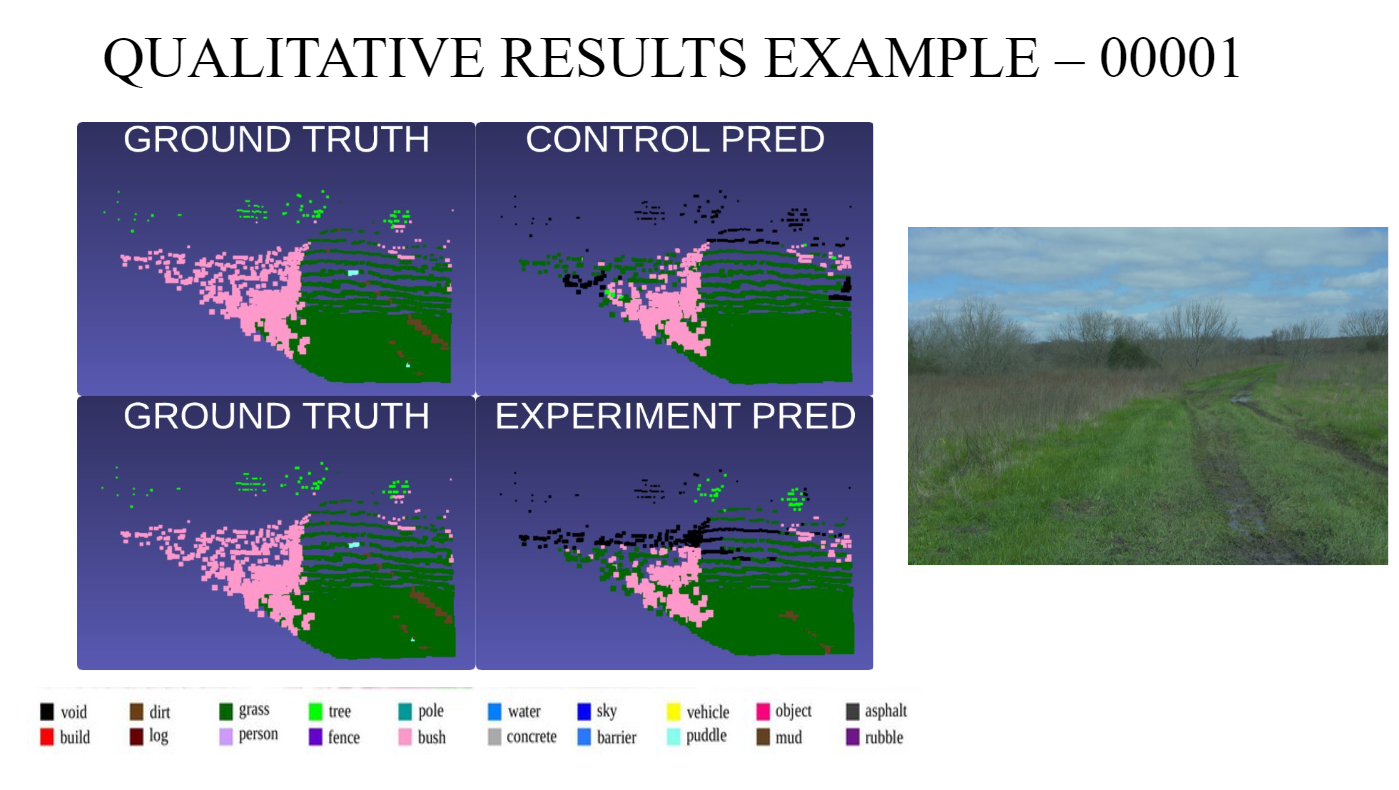 QUALITATIVE RESULTS EXAMPLE – 00001
GROUND TRUTH
CONTROL PRED
GROUND TRUTH
EXPERIMENT PRED
void dirt grass tree pole water sky vehicle object asphalt
build log person fence bush concrete barrier puddle mud rubble